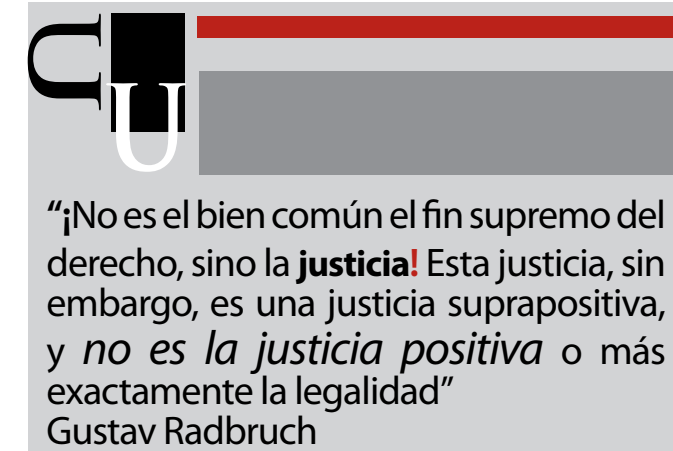 U
U
“¡No es el bien común el fin supremo del
derecho, sino la justicia! Esta justicia, sin
embargo, es una justicia suprapositiva,
y no es la justicia positiva o más
exactamente la legalidad”
Gustav Radbruch